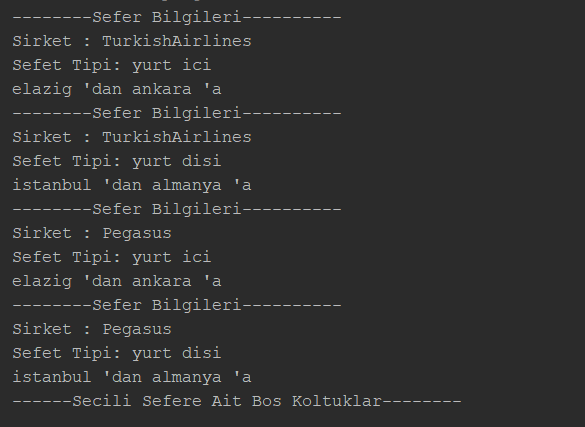 --------Sefer Bilgileri----------
Sirket : TurkishAirlines
Sefet Tipi: yurt ici
elazig 'dan ankara 'a
--------Sefer Bilgileri----------
Sirket : TurkishAirlines
Sefet Tipi: yurt disi
istanbul 'dan almanya 'a
--------Sefer Bilgileri----------
Sirket : Pegasus
Sefet Tipi: yurt ici
elazig 'dan ankara 'a
--------Sefer Bilgileri----------
Sirket : Pegasus
Sefet Tipi: yurt disi
istanbul 'dan almanya 'a
------Secili Sefere Ait Bos Koltuklar--------